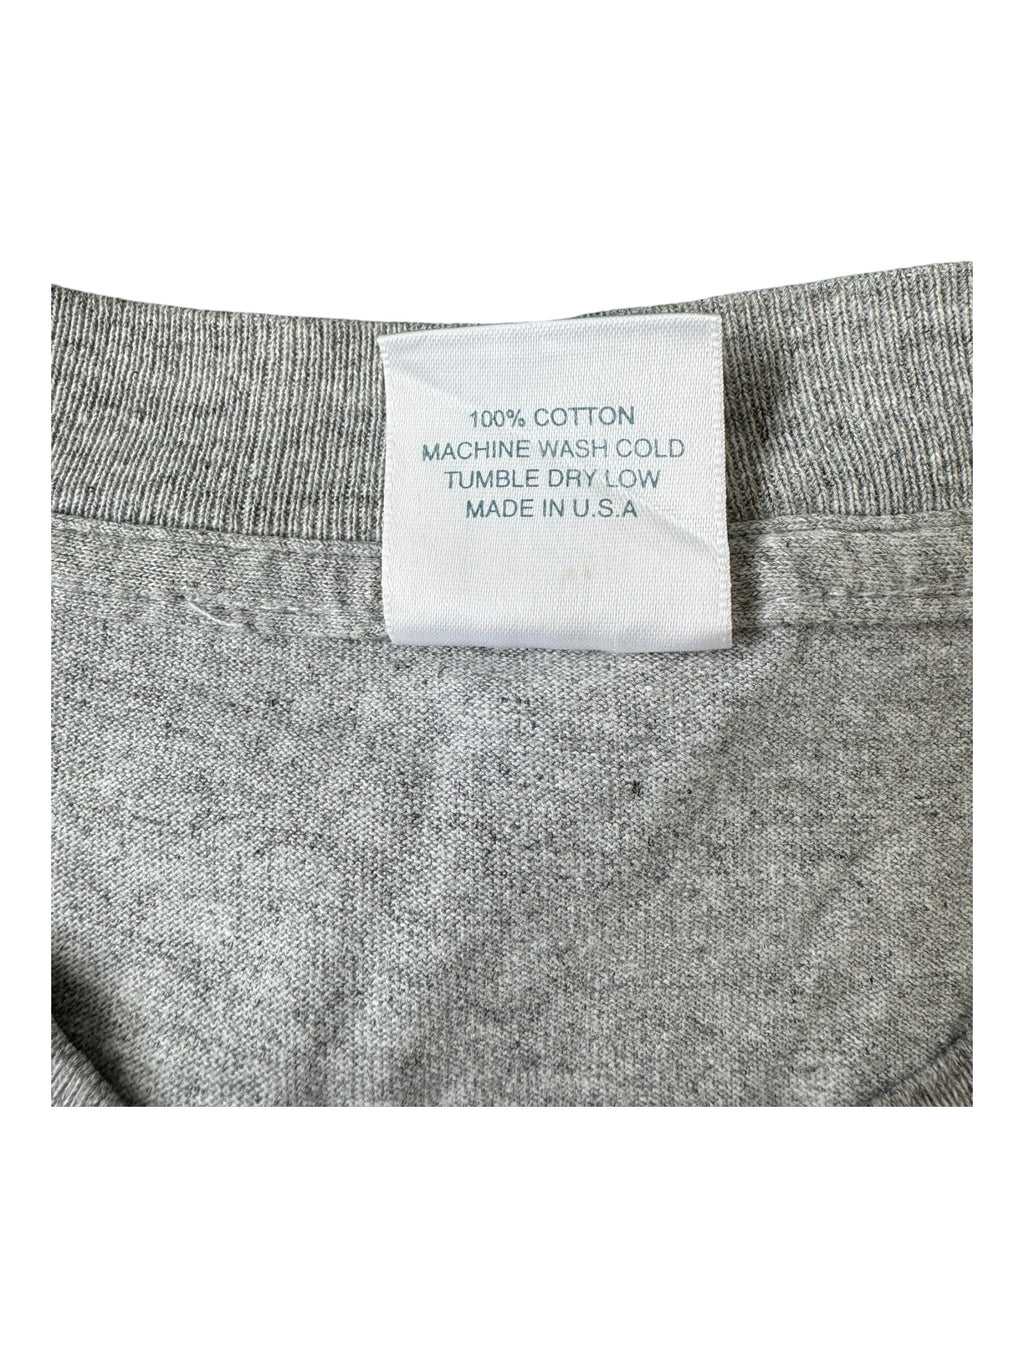 100% COTTON
MACHINE WASH COLD
TUMBLE DRY LOW
MADE IN U.S.A